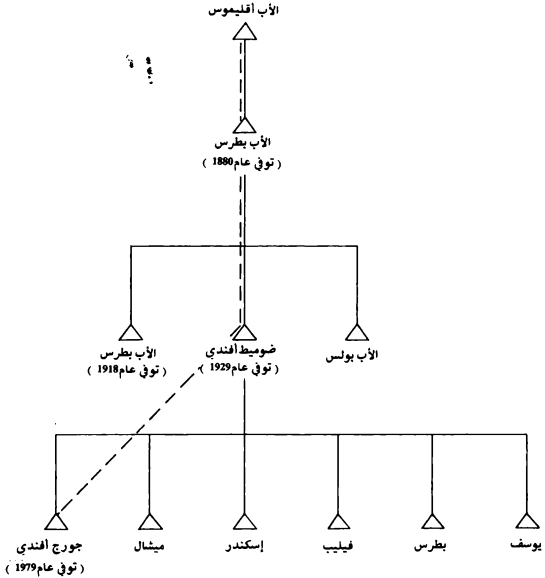 الأب أقليموس
الأب بطرس
( توفي عام 1880 )
الأب بولس
ضوميط أفندي
( توفي عام 1929 )
الأب بطرس
( توفي عام 1918 )
يوسف
بطرس
فيليب
إسكندر
ميشال
جورج أفندي
( توفي عام 1979 )